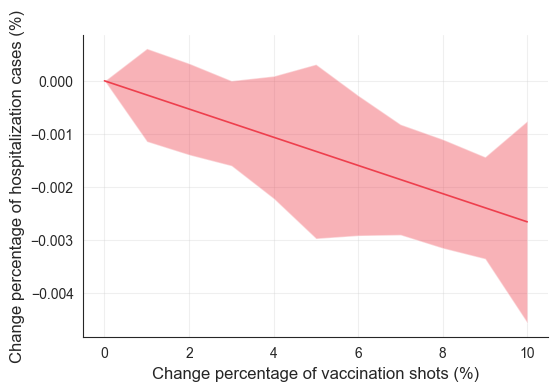 Change percentage of hospitalization cases (%)
0.000
−0.001
−0.002
−0.003
−0.004
0 2 4 6 8 10
Change percentage of vaccination shots (%)